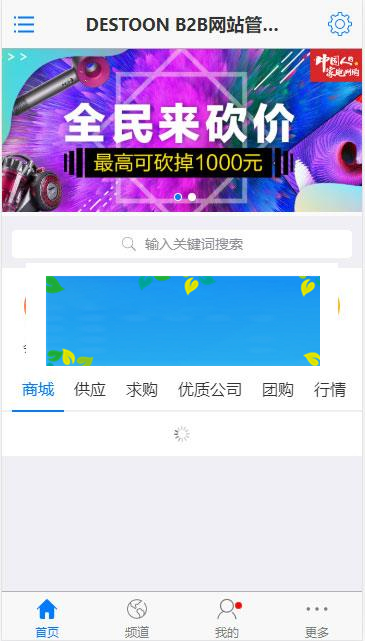 DESTOON B2B网站管...
> >
中国人的
家电网购
全民来砍价
最高可砍掉1000元
输入关键词搜索
商城 供应 求购 优质公司 团购 行情
首页 频道 我的 更多